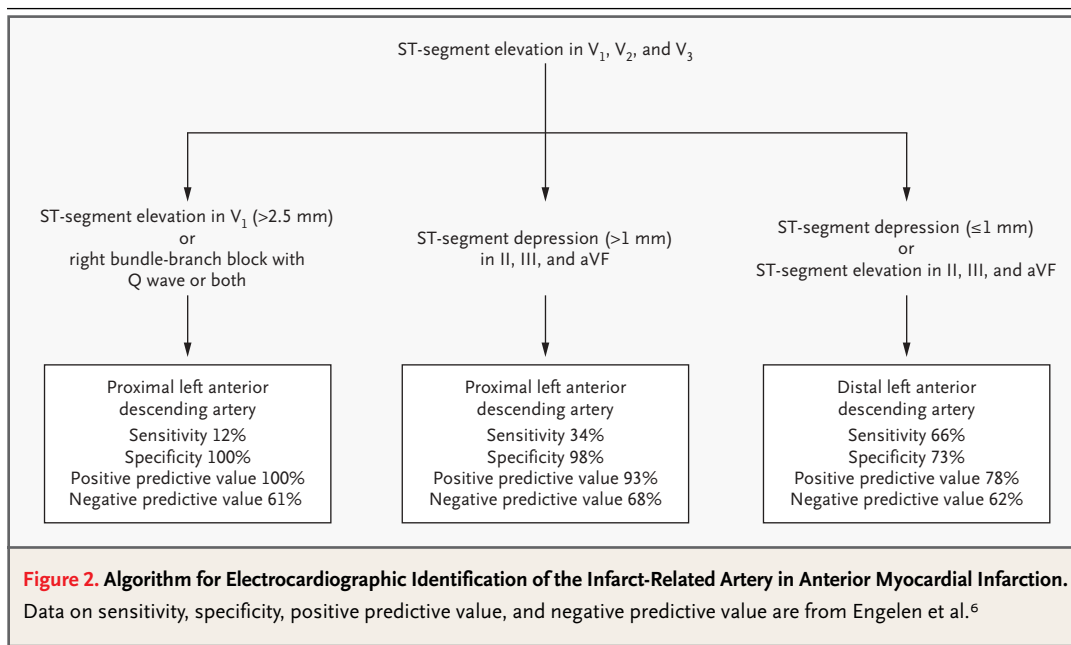 ST-segment elevation in V1, V2, and V3
ST-segment elevation in V1 (>2.5 mm)
or
right bundle-branch block with
Q wave or both
ST-segment depression (>1 mm)
in II, III, and aVF
ST-segment depression (≤1 mm)
or
ST-segment elevation in II, III, and aVF
Proximal left anterior
descending artery
Sensitivity 12%
Specificity 100%
Positive predictive value 100%
Negative predictive value 61%
Proximal left anterior
descending artery
Sensitivity 34%
Specificity 98%
Positive predictive value 93%
Negative predictive value 68%
Distal left anterior
descending artery
Sensitivity 66%
Specificity 73%
Positive predictive value 78%
Negative predictive value 62%
Figure 2. Algorithm for Electrocardiographic Identification of the Infarct-Related Artery in Anterior Myocardial Infarction.
Data on sensitivity, specificity, positive predictive value, and negative predictive value are from Engelen et al.⁶